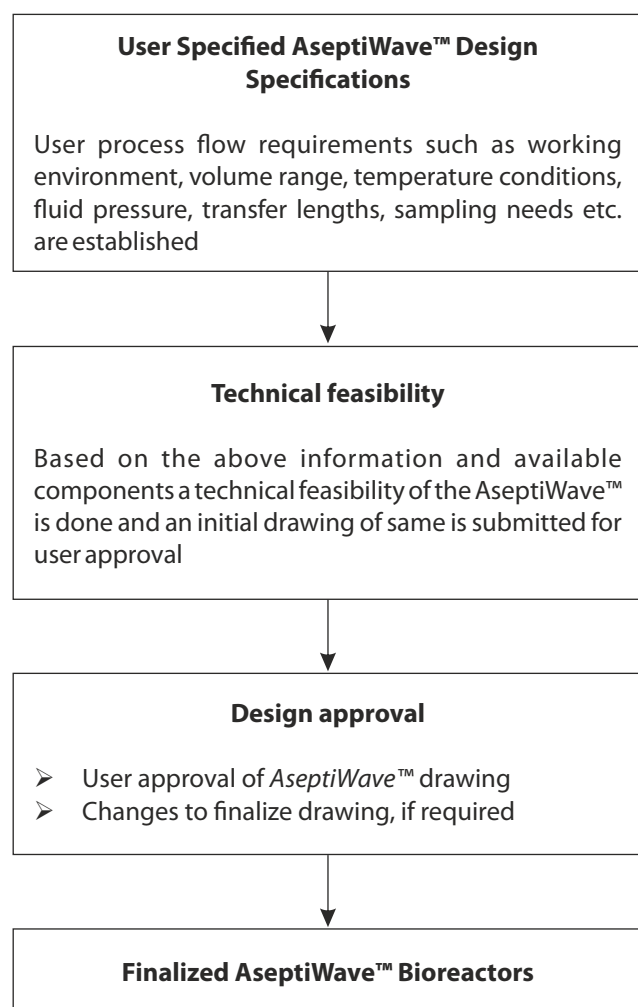 User Specified AseptiWave™ Design
Specifications
User process flow requirements such as working
environment, volume range, temperature conditions,
fluid pressure, transfer lengths, sampling needs etc.
are established
Technical feasibility
Based on the above information and available
components a technical feasibility of the AseptiWave™
is done and an initial drawing of same is submitted for
user approval
Design approval
➢ User approval of AseptiWave™ drawing
➢ Changes to finalize drawing, if required
Finalized AseptiWave™ Bioreactors